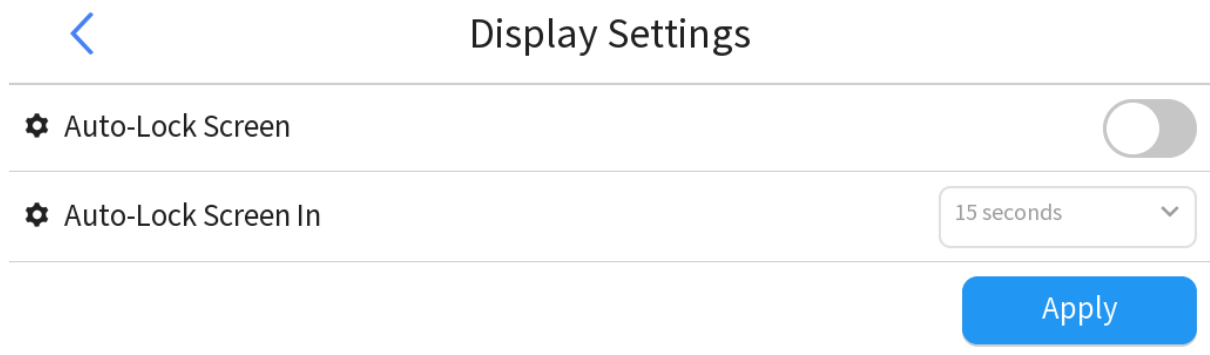 Display Settings
Auto-Lock Screen
Auto-Lock Screen In
15 seconds
Apply